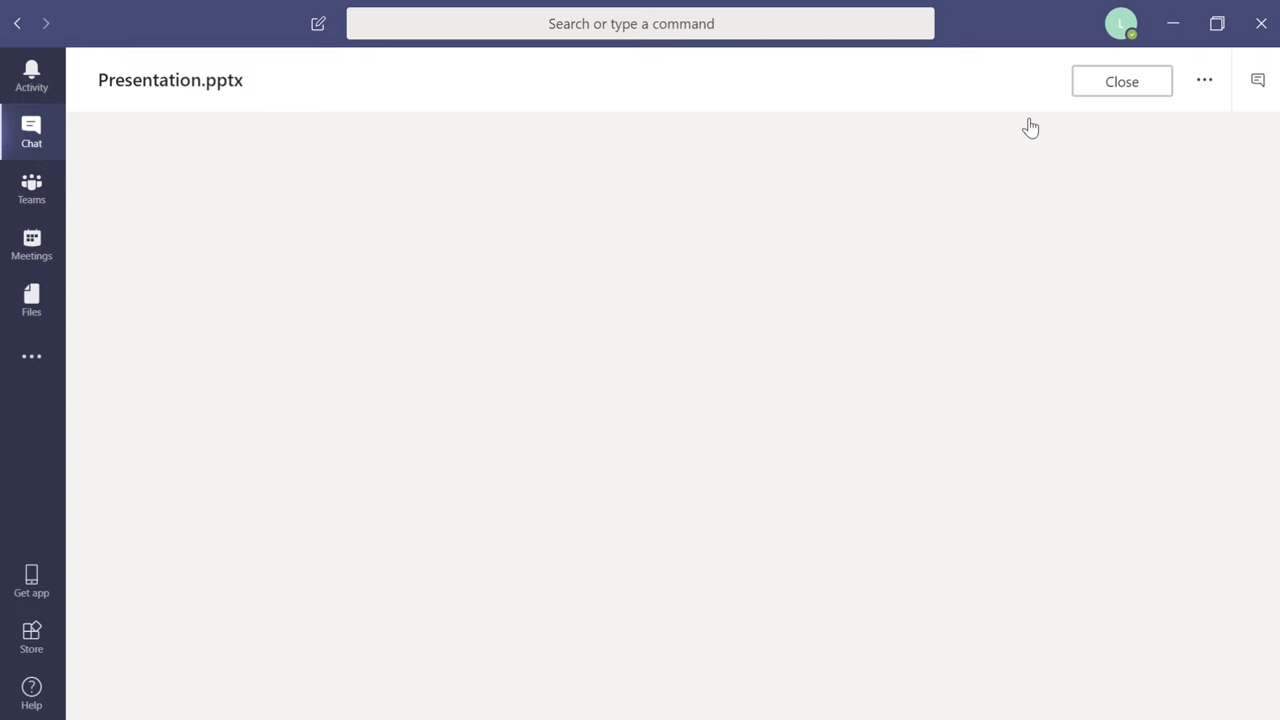 Search or type a command
L
Activity
Chat
Teams
Meetings
Files
Get app
Store
Help
Presentation.pptx
Close